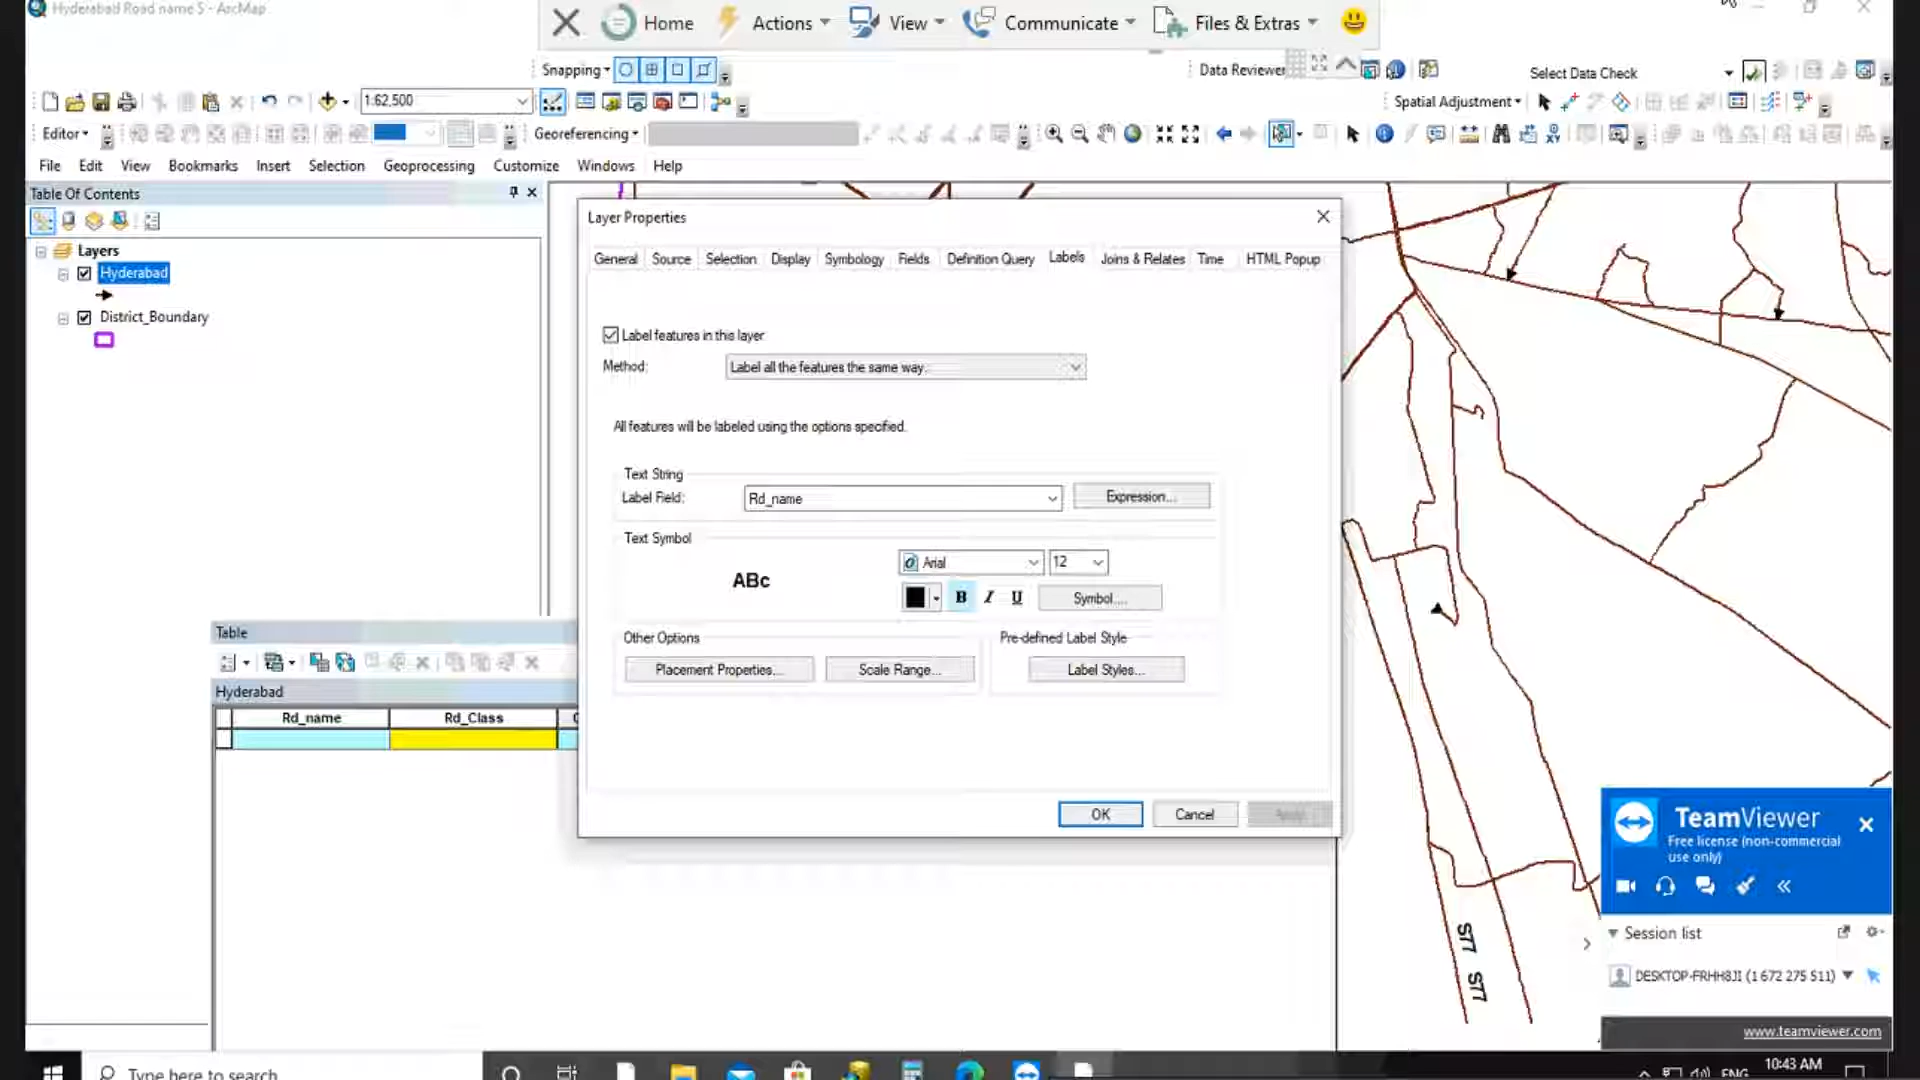 Hyderabad Road name S - ArcMap
Home
Actions
View
Communicate
Files & Extras
Snapping
Data Reviewer
Select Data Check
1:62,500
Spatial Adjustment
Editor
Georeferencing
File Edit View Bookmarks Insert Selection Geoprocessing Customize Windows Help
Table Of Contents
Layers
Hyderabad
District_Boundary
Layer Properties
General Source Selection Display Symbology Fields Definition Query Labels Joins & Relates Time HTML Popup
Label features in this layer
Method: Label all the features the same way.
All features will be labeled using the options specified.
Text String
Label Field: Rd_name Expression...
Text Symbol
ABc
Arial 12
B I U Symbol...
Other Options
Placement Properties... Scale Range...
Pre-defined Label Style
Label Styles...
OK Cancel
Table
Hyderabad
Rd_name Rd_Class
S77
S77
TeamViewer
Free license (non-commercial
use only)
Session list
DESKTOP-FRHH8JI (1 672 275 511)
www.teamviewer.com
Type here to search
ENG
10:43 AM